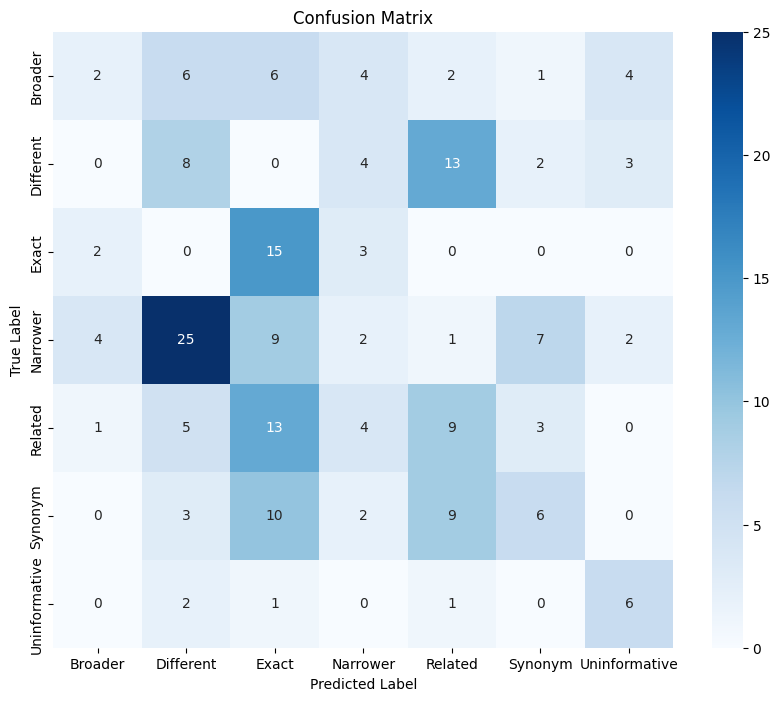 Confusion Matrix
True Label
Broader 2 6 6 4 2 1 4
Different 0 8 0 4 13 2 3
Exact 2 0 15 3 0 0 0
Narrower 4 25 9 2 1 7 2
Related 1 5 13 4 9 3 0
Synonym 0 3 10 2 9 6 0
Uninformative 0 2 1 0 1 0 6
Broader Different Exact Narrower Related Synonym Uninformative
Predicted Label
25
20
15
10
5
0